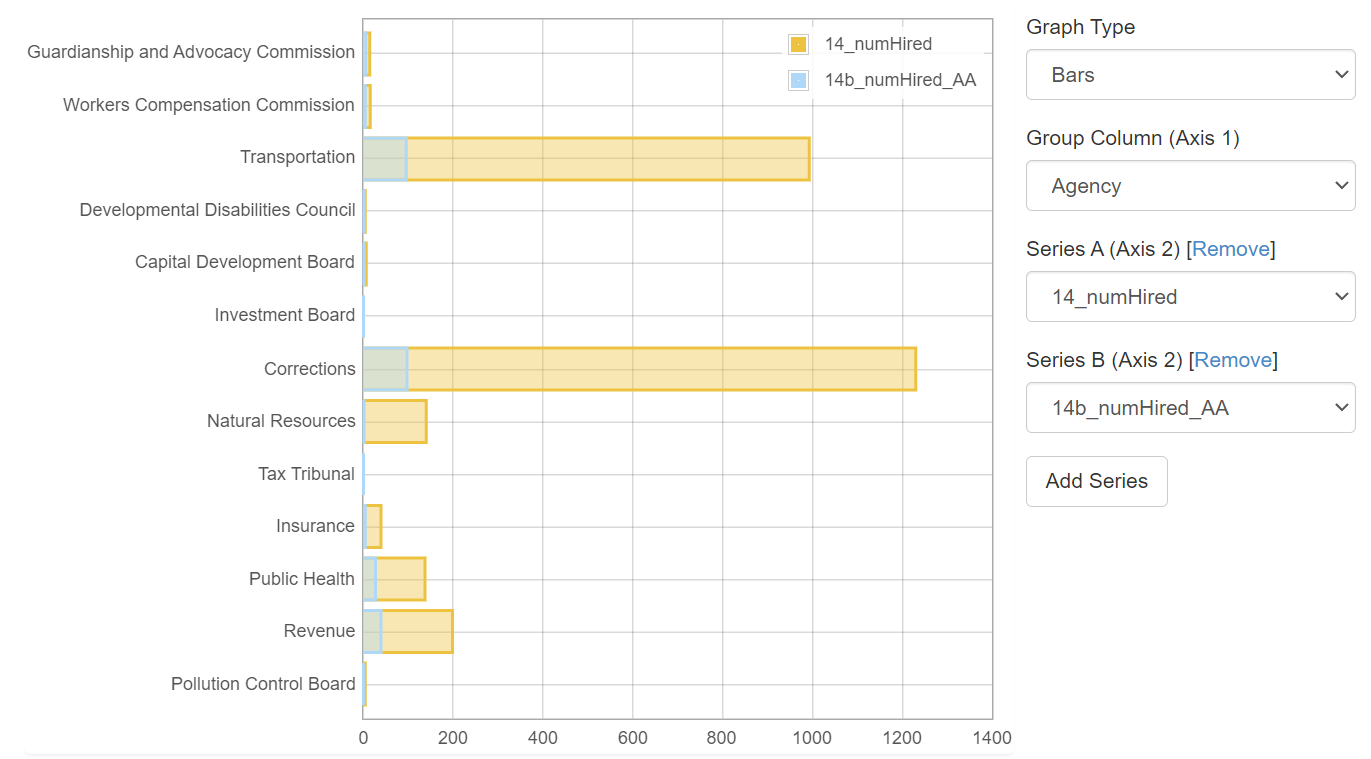 Guardianship and Advocacy Commission
Workers Compensation Commission
Transportation
Developmental Disabilities Council
Capital Development Board
Investment Board
Corrections
Natural Resources
Tax Tribunal
Insurance
Public Health
Revenue
Pollution Control Board
0 200 400 600 800 1000 1200 1400
14_numHired
14b_numHired_AA
Graph Type
Bars
Group Column (Axis 1)
Agency
Series A (Axis 2) [Remove]
14_numHired
Series B (Axis 2) [Remove]
14b_numHired_AA
Add Series